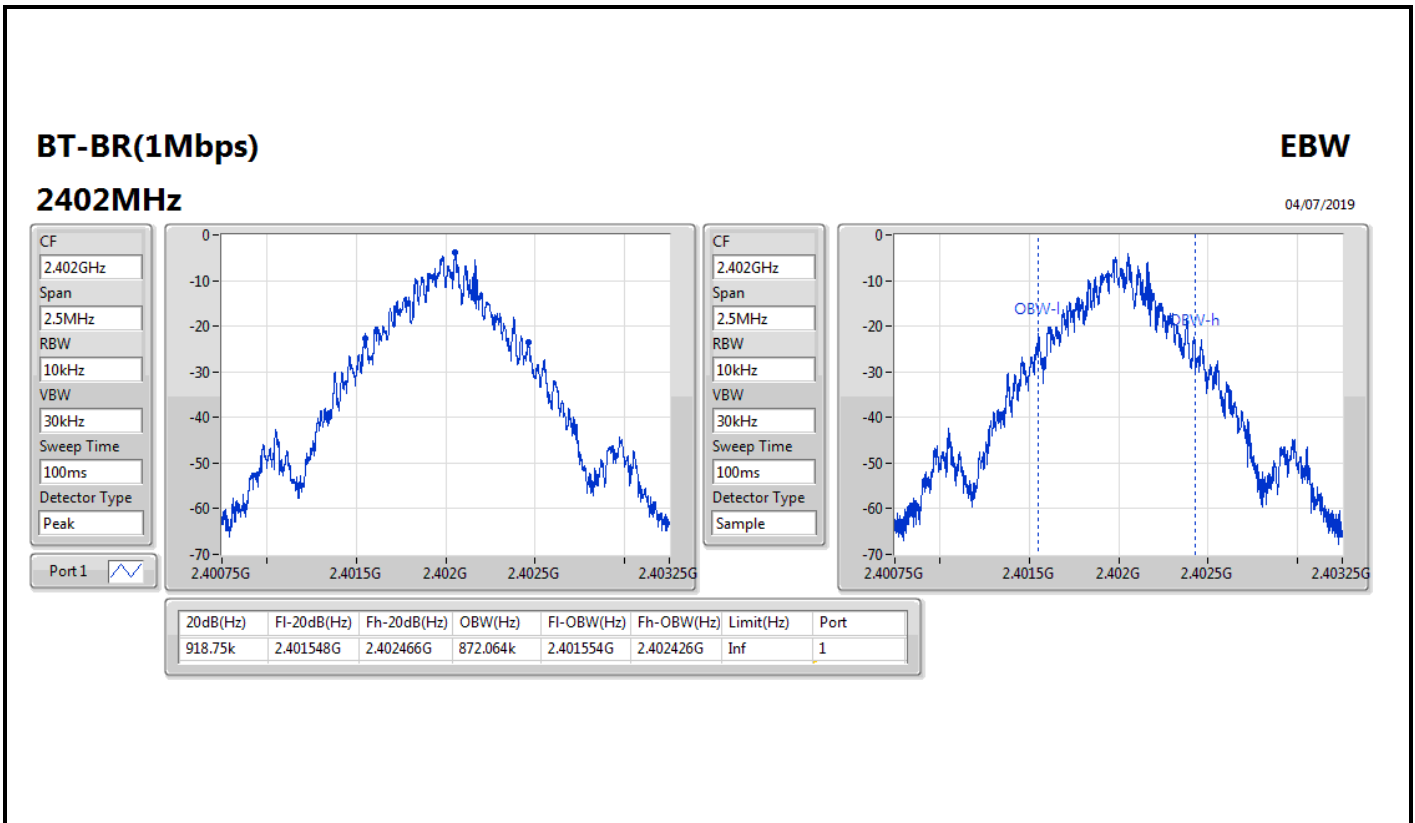 BT-BR(1Mbps)
EBW
2402MHz
04/07/2019
CF
2.402GHz
Span
2.5MHz
RBW
10kHz
VBW
30kHz
Sweep Time
100ms
Detector Type
Peak
Port 1
0
-10
-20
-30
-40
-50
-60
-70
2.40075G 2.4015G 2.402G 2.4025G 2.40325G
CF
2.402GHz
Span
2.5MHz
RBW
10kHz
VBW
30kHz
Sweep Time
100ms
Detector Type
Sample
0
-10
-20
-30
-40
-50
-60
-70
OBW-l
OBW-h
2.40075G 2.4015G 2.402G 2.4025G 2.40325G
20dB(Hz) Fl-20dB(Hz) Fh-20dB(Hz) OBW(Hz) Fl-OBW(Hz) Fh-OBW(Hz) Limit(Hz) Port
918.75k 2.401548G 2.402466G 872.064k 2.401554G 2.402426G Inf 1